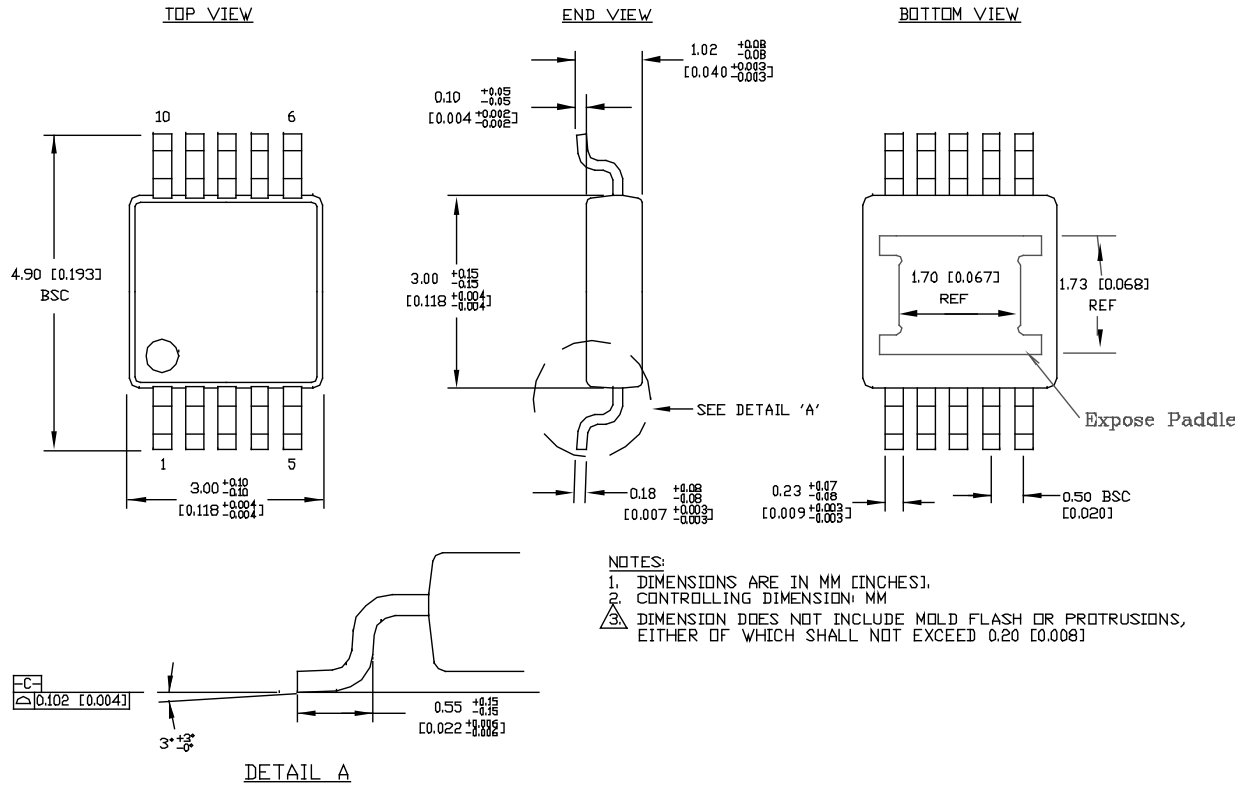 TOP VIEW
END VIEW
BOTTOM VIEW
1.02 +0.08 -0.08
[0.040 +0.003 -0.003]
0.10 +0.05 -0.05
[0.004 +0.002 -0.002]
10
6
4.90 [0.193]
BSC
3.00 +0.15 -0.15
[0.118 +0.004 -0.004]
1.70 [0.067]
REF
1.73 [0.068]
REF
SEE DETAIL 'A'
Expose Paddle
1
5
3.00 +0.10 -0.10
[0.118 +0.004 -0.004]
0.18 +0.08 -0.08
[0.007 +0.003 -0.003]
0.23 +0.07 -0.08
[0.009 +0.003 -0.003]
0.50 BSC
[0.020]
NOTES:
1. DIMENSIONS ARE IN MM [INCHES].
2. CONTROLLING DIMENSION: MM
3. DIMENSION DOES NOT INCLUDE MOLD FLASH OR PROTRUSIONS,
EITHER OF WHICH SHALL NOT EXCEED 0.20 [0.008]
-C-
0.102 [0.004]
0.55 +0.15 -0.15
[0.022 +0.006 -0.002]
3° +3° -0°
DETAIL A